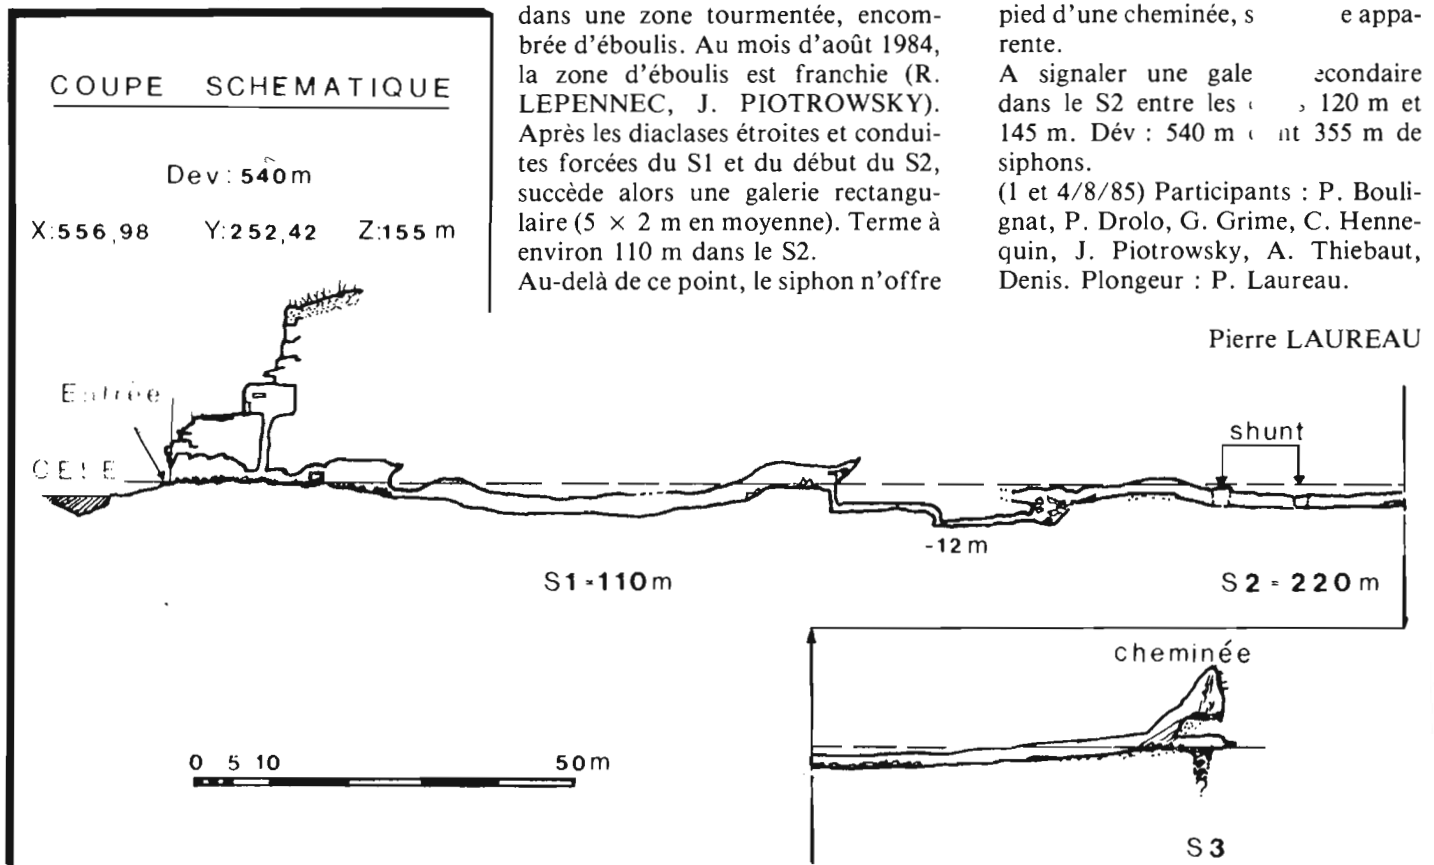 COUPE SCHEMATIQUE
Dev: 540m
X:556,98 Y:252,42 Z:155 m
dans une zone tourmentée, encom-
brée d'éboulis. Au mois d'août 1984,
la zone d'éboulis est franchie (R.
LEPENNEC, J. PIOTROWSKY).
Après les diaclases étroites et condui-
tes forcées du S1 et du début du S2,
succède alors une galerie rectangu-
laire (5 × 2 m en moyenne). Terme à
environ 110 m dans le S2.
Au-delà de ce point, le siphon n'offre
pied d'une cheminée, s e appa-
rente.
A signaler une gale econdaire
dans le S2 entre les 120 m et
145 m. Dév : 540 m nt 355 m de
siphons.
(1 et 4/8/85) Participants : P. Bouli-
gnat, P. Drolo, G. Grime, C. Henne-
quin, J. Piotrowsky, A. Thiebaut,
Denis. Plongeur : P. Laureau.
Pierre LAUREAU
Entrée
CELE
shunt
-12 m
S1=110m
S2=220m
cheminée
0 5 10 50m
?
S3